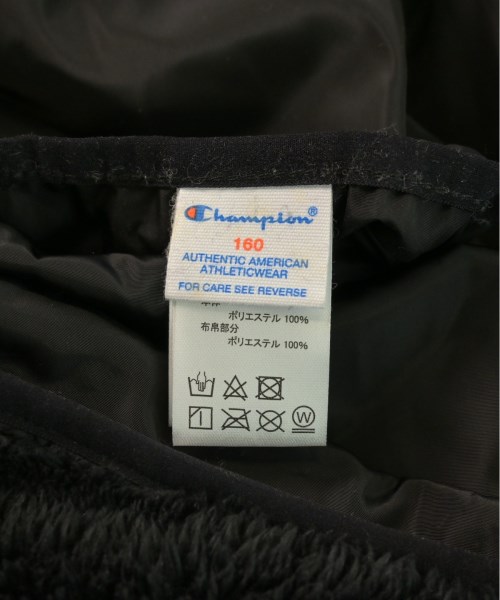 Champion®
160
AUTHENTIC AMERICAN
ATHLETICWEAR
FOR CARE SEE REVERSE
ポリエステル 100%
布帛部分
ポリエステル 100%
W